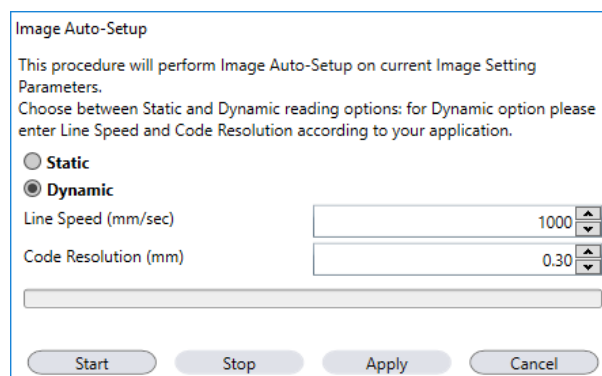 Image Auto-Setup
This procedure will perform Image Auto-Setup on current Image Setting
Parameters.
Choose between Static and Dynamic reading options: for Dynamic option please
enter Line Speed and Code Resolution according to your application.
Static
Dynamic
Line Speed (mm/sec) 1000
Code Resolution (mm) 0.30
Start Stop Apply Cancel